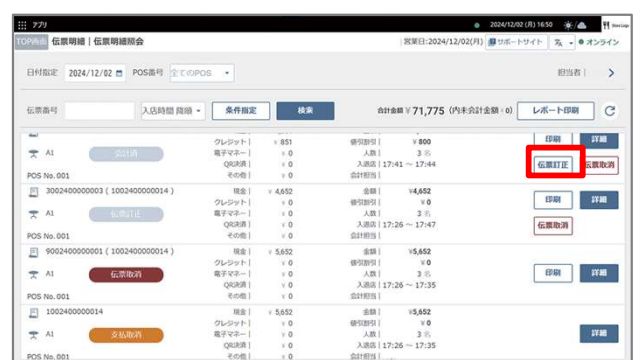 アプリ 2024/12/02 (月) 16:50
TOP画面 伝票明細 | 伝票明細照会 営業日:2024/12/02(月) サポートサイト オンライン
日付指定 2024/12/02 POS番号 全てのPOS 担当者 |
伝票番号 入店時間 降順 条件指定 検索 合計金額 ¥ 71,775 (内未会計金額 ¥ 0) レポート印刷
A1 会計済 クレジット | ¥ 851 値引割引 | ¥ 800 印刷 詳細
電子マネー | ¥ 0 人数 | 3 名
QR決済 | ¥ 0 入退店 | 17:41 ～ 17:44 伝票訂正 伝票取消
POS No.001 その他 | ¥ 0 会計担当 |
3002400000003 ( 1002400000014 ) 現金 | ¥ 4,652 金額 | ¥4,652
クレジット | ¥ 0 値引割引 | ¥ 0 印刷 詳細
A1 伝票訂正 電子マネー | ¥ 0 人数 | 3 名
QR決済 | ¥ 0 入退店 | 17:26 ～ 17:47 伝票取消
POS No.001 その他 | ¥ 0 会計担当 |
9002400000001 ( 1002400000014 ) 現金 | ¥ 5,652 金額 | ¥5,652
クレジット | ¥ 0 値引割引 | ¥ 0
A1 伝票取消 電子マネー | ¥ 0 人数 | 3 名 印刷 詳細
QR決済 | ¥ 0 入退店 | 17:26 ～ 17:35
POS No.001 その他 | ¥ 0 会計担当 |
1002400000014 現金 | ¥ 5,652 金額 | ¥5,652
クレジット | ¥ 0 値引割引 | ¥ 0
A1 支払取消 電子マネー | ¥ 0 人数 | 3 名 詳細
QR決済 | ¥ 0 入退店 | 17:26 ～ 17:35
POS No.001 その他 | ¥ 0 会計担当 |